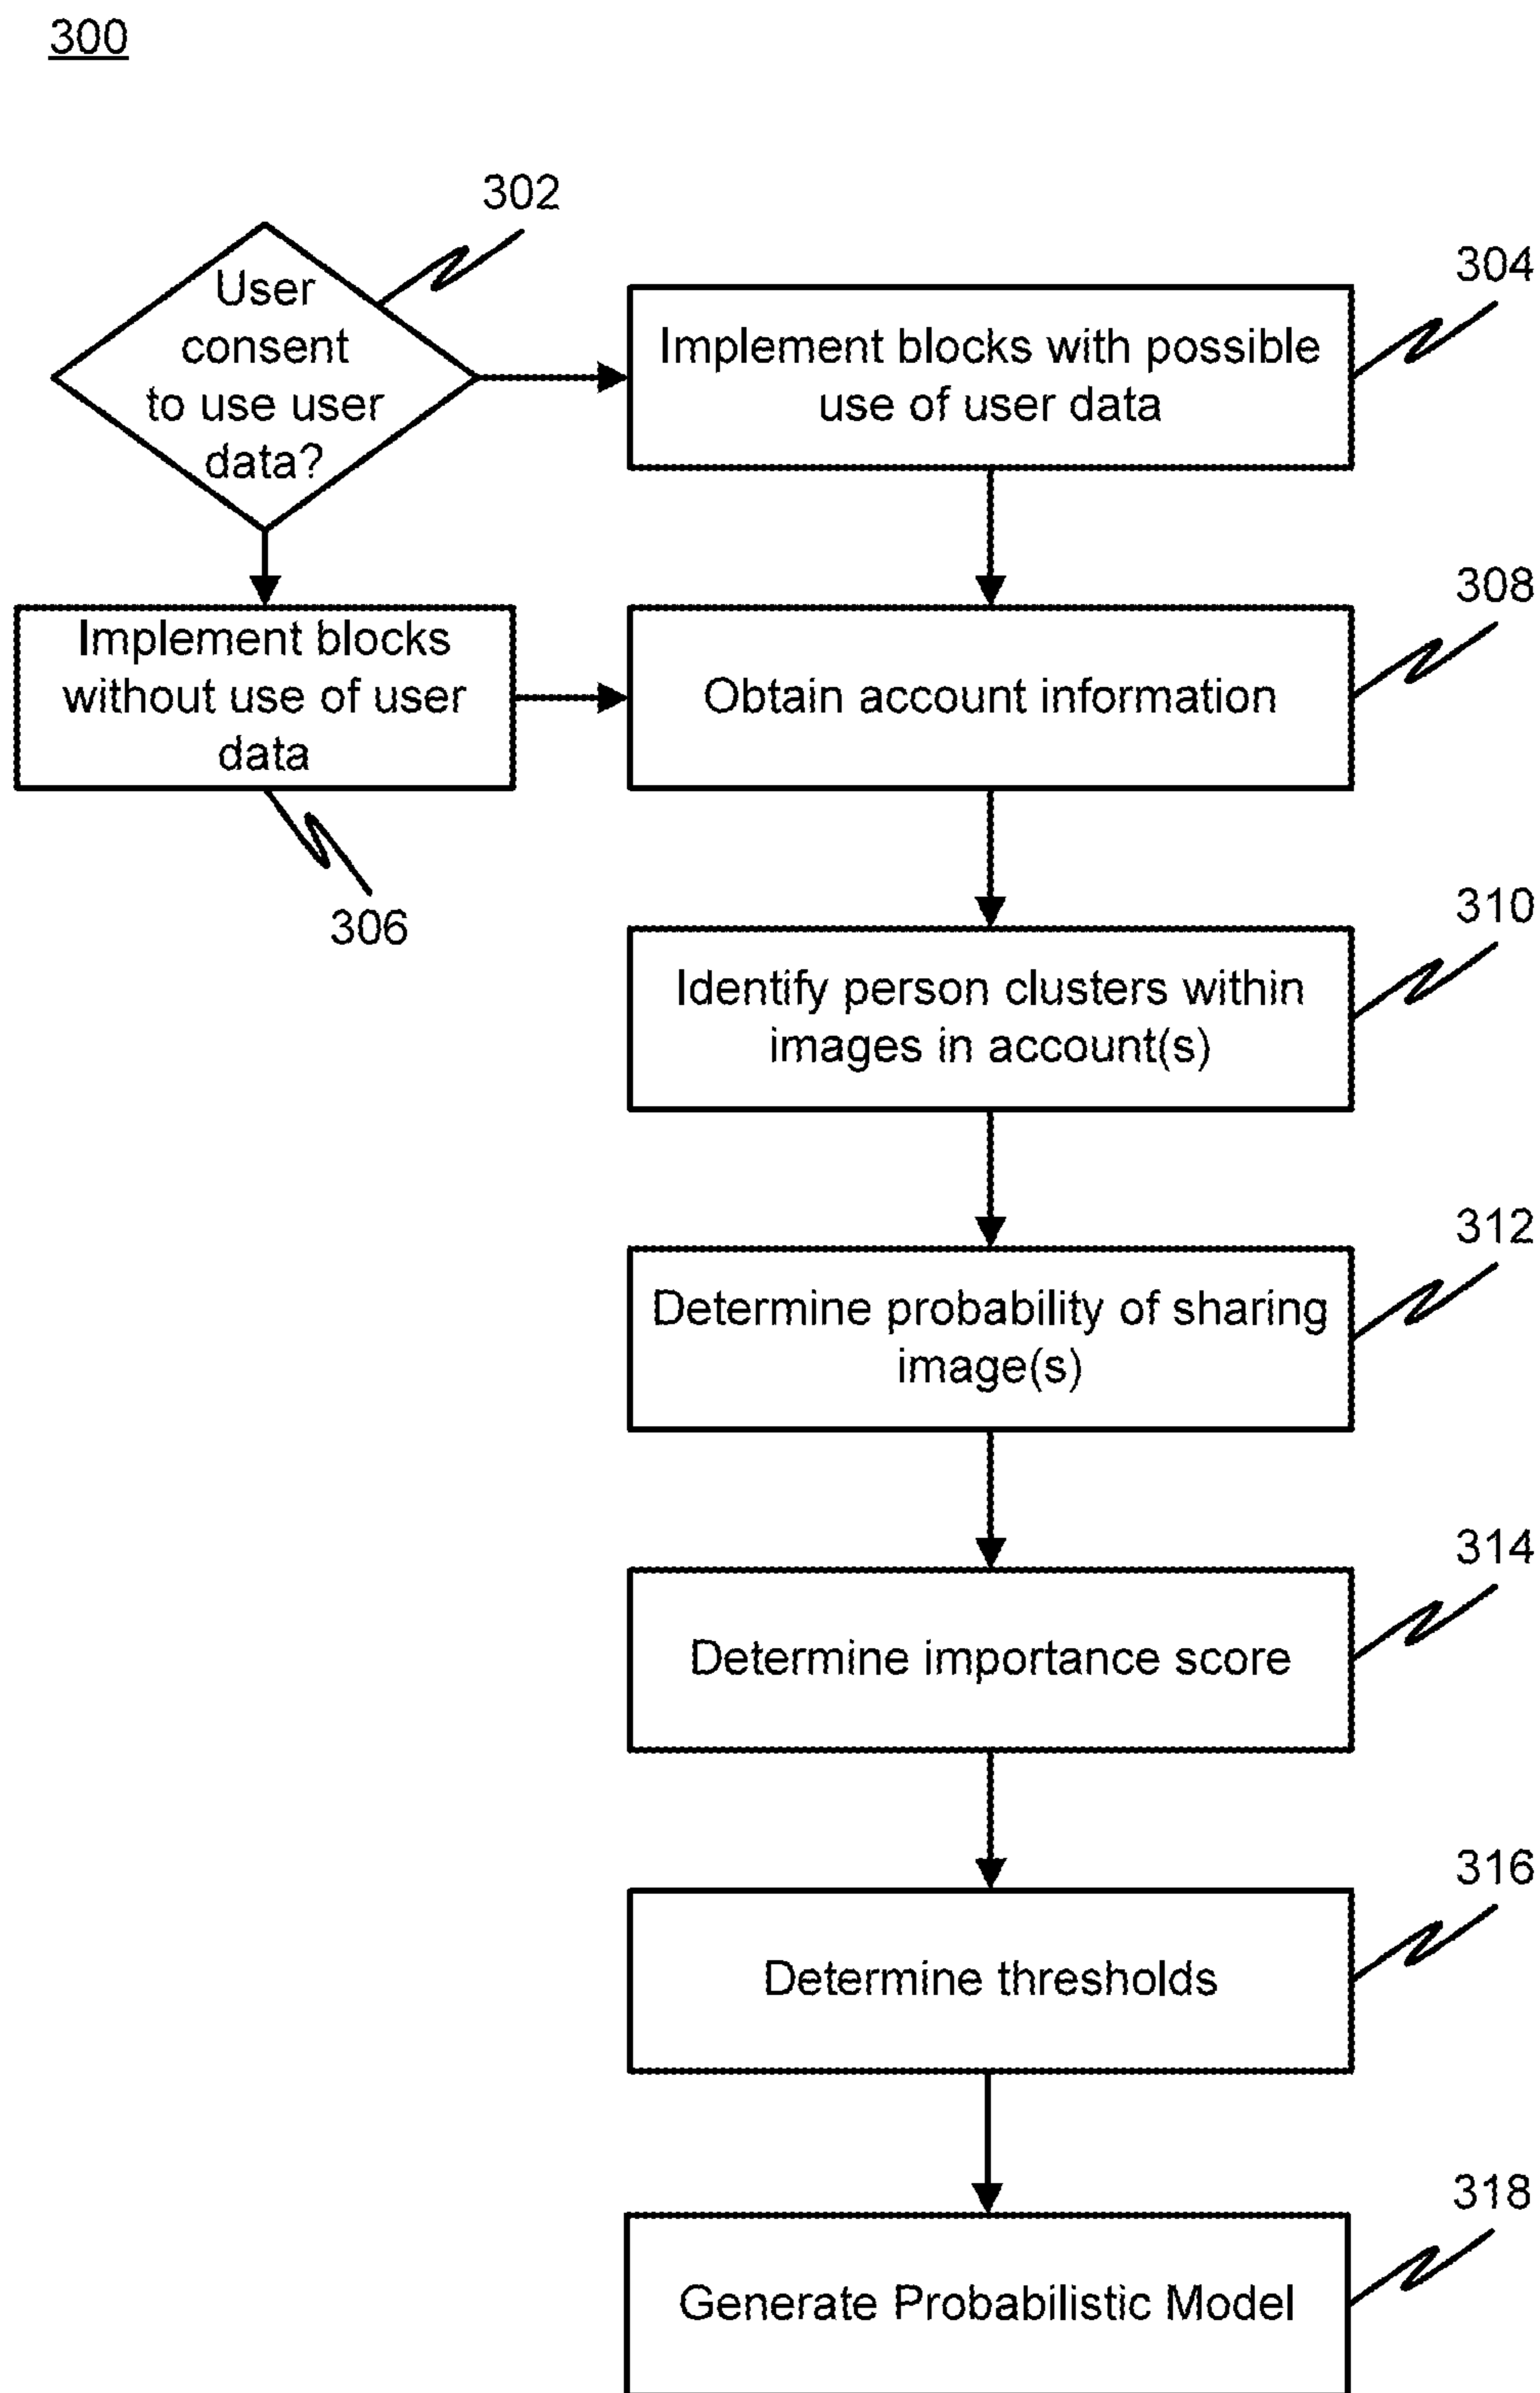 300
302
User
consent
to use user
data?
304
Implement blocks with possible
use of user data
306
Implement blocks
without use of user
data
308
Obtain account information
310
Identify person clusters within
images in account(s)
312
Determine probability of sharing
image(s)
314
Determine importance score
316
Determine thresholds
318
Generate Probabilistic Model